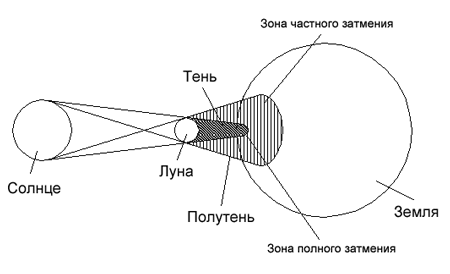 Зона частного затмения
Тень
Луна
Солнце
Полутень
Земля
Зона полного затмения